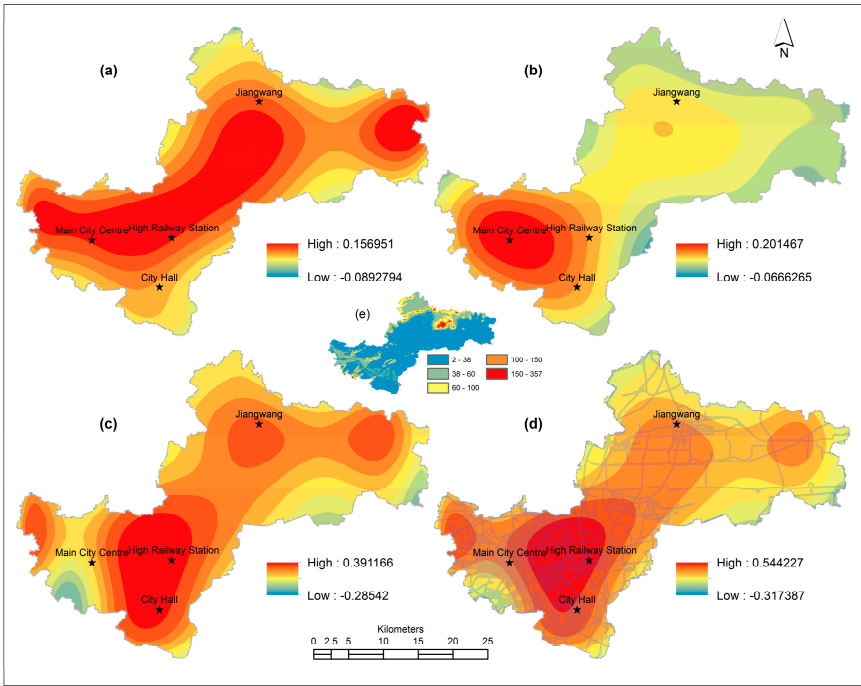 (a)
Jiangwang
Main City Centre
High Railway Station
City Hall
High : 0.156951
Low : -0.0892794
N
(b)
Jiangwang
Main City Centre
High Railway Station
City Hall
High : 0.201467
Low : -0.0666265
(e)
2 - 38
100 - 150
38 - 60
150 - 357
60 - 100
(c)
Jiangwang
Main City Centre
High Railway Station
City Hall
High : 0.391166
Low : -0.28542
(d)
Jiangwang
Main City Centre
High Railway Station
City Hall
High : 0.544227
Low : -0.317387
Kilometers
0 2.5 5 10 15 20 25